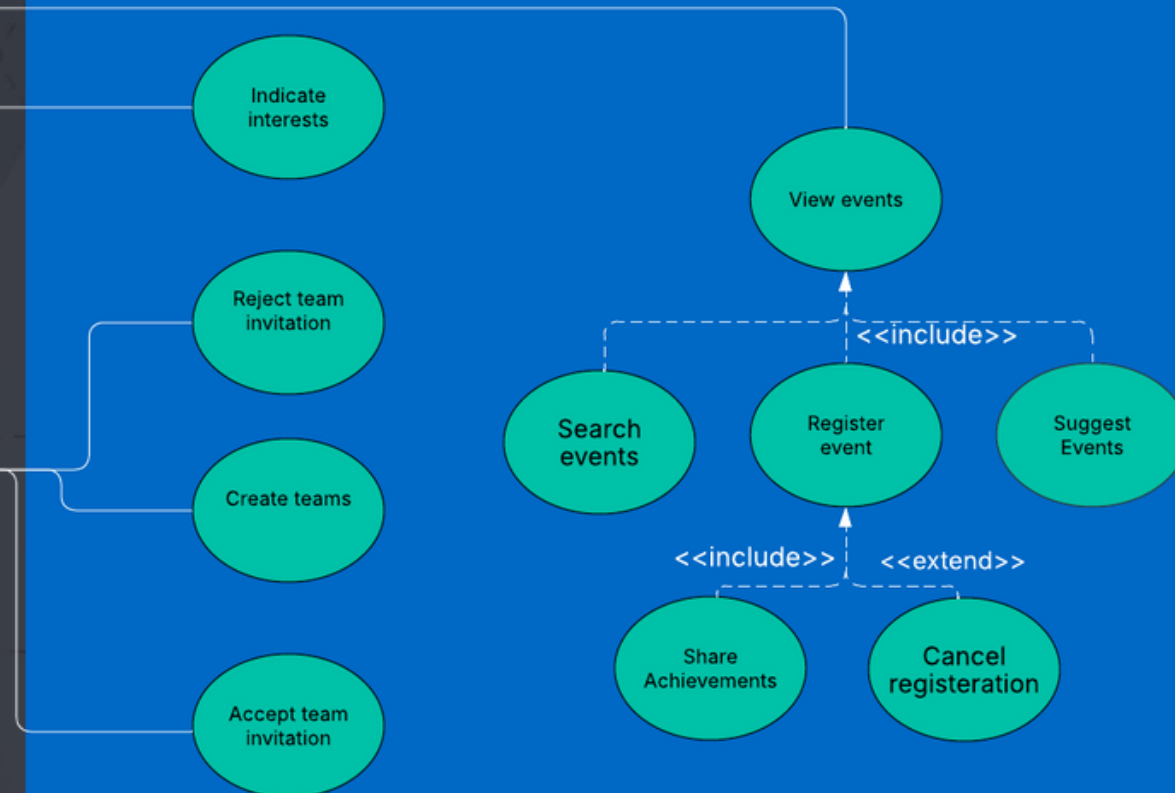 Indicate
interests
View events
Reject team
invitation
<<include>>
Search
events
Register
event
Suggest
Events
Create teams
<<include>>
<<extend>>
Share
Achievements
Cancel
registeration
Accept team
invitation